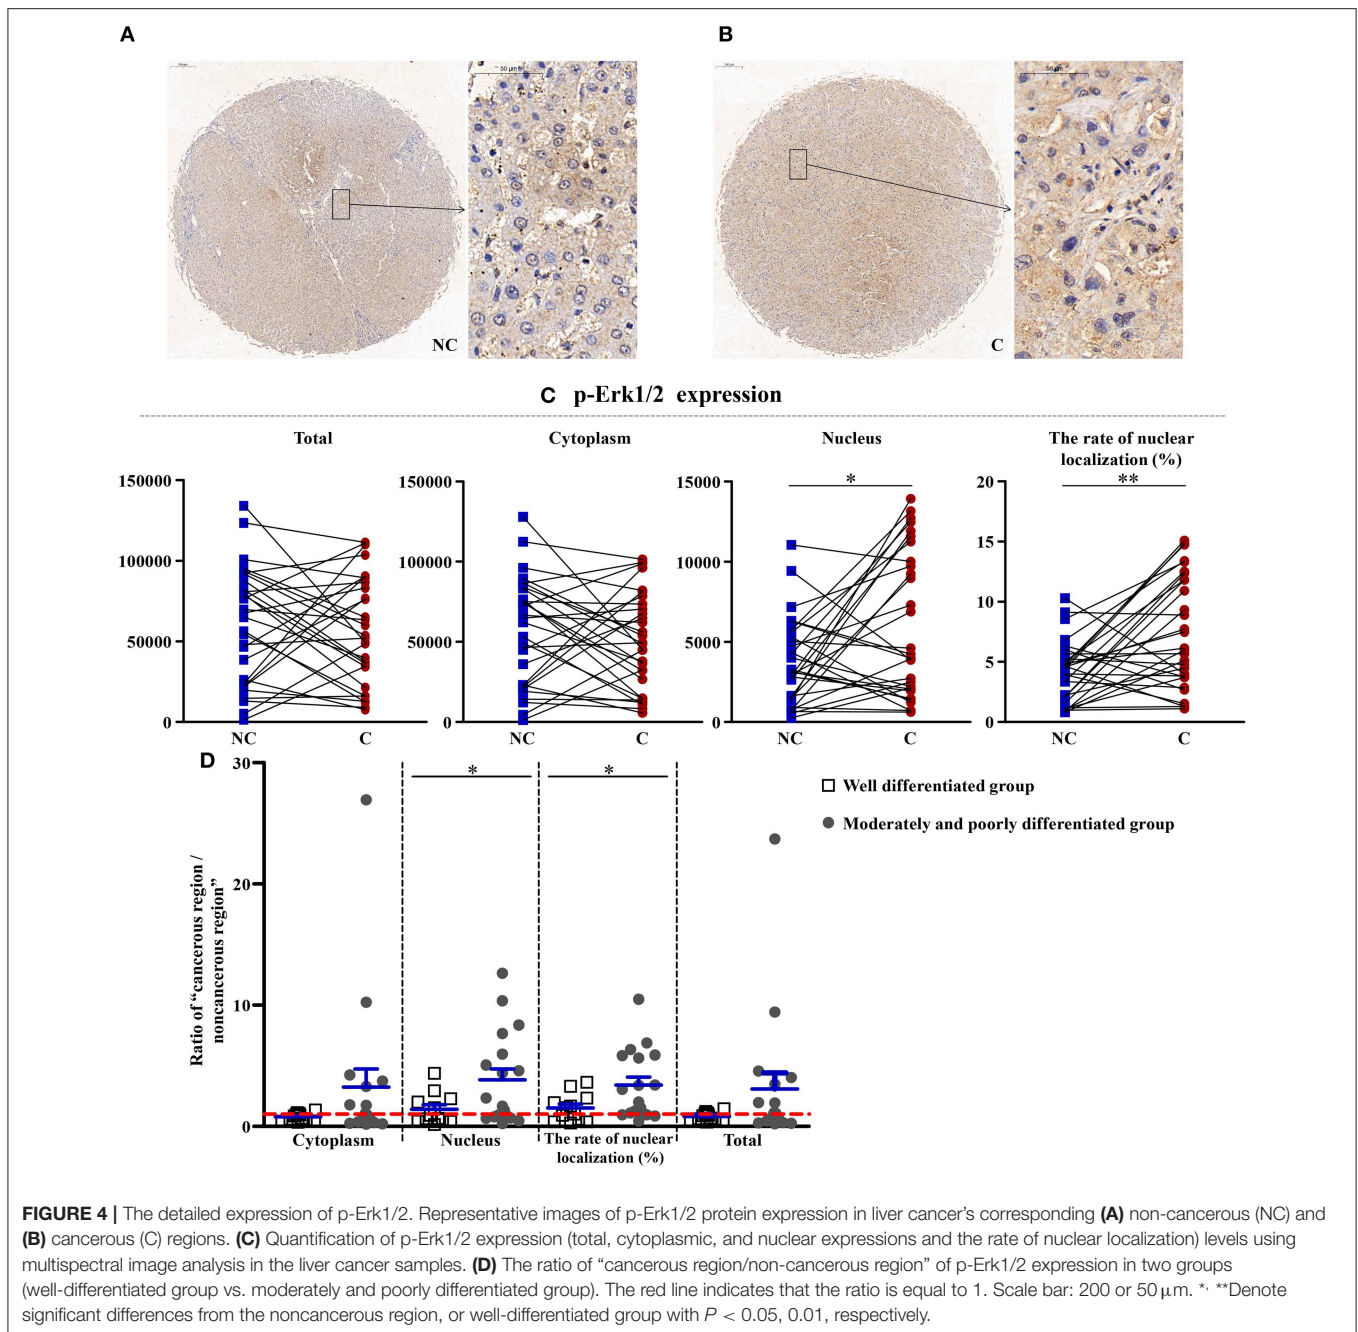 A
B
50 µm
50 µm
NC
C
C p-Erk1/2 expression
Total
Cytoplasm
Nucleus
The rate of nuclear
localization (%)
150000
100000
50000
0
NC
C
150000
100000
50000
0
NC
C
15000
10000
5000
0
*
NC
C
20
15
10
5
0
**
NC
C
D
30
20
10
0
Ratio of "cancerous region /
noncancerous region"
*
*
Cytoplasm
Nucleus
The rate of nuclear
localization (%)
Total
Well differentiated group
Moderately and poorly differentiated group
FIGURE 4 | The detailed expression of p-Erk1/2. Representative images of p-Erk1/2 protein expression in liver cancer's corresponding (A) non-cancerous (NC) and
(B) cancerous (C) regions. (C) Quantification of p-Erk1/2 expression (total, cytoplasmic, and nuclear expressions and the rate of nuclear localization) levels using
multispectral image analysis in the liver cancer samples. (D) The ratio of "cancerous region/non-cancerous region" of p-Erk1/2 expression in two groups
(well-differentiated group vs. moderately and poorly differentiated group). The red line indicates that the ratio is equal to 1. Scale bar: 200 or 50 µm. *, **Denote
significant differences from the noncancerous region, or well-differentiated group with P < 0.05, 0.01, respectively.